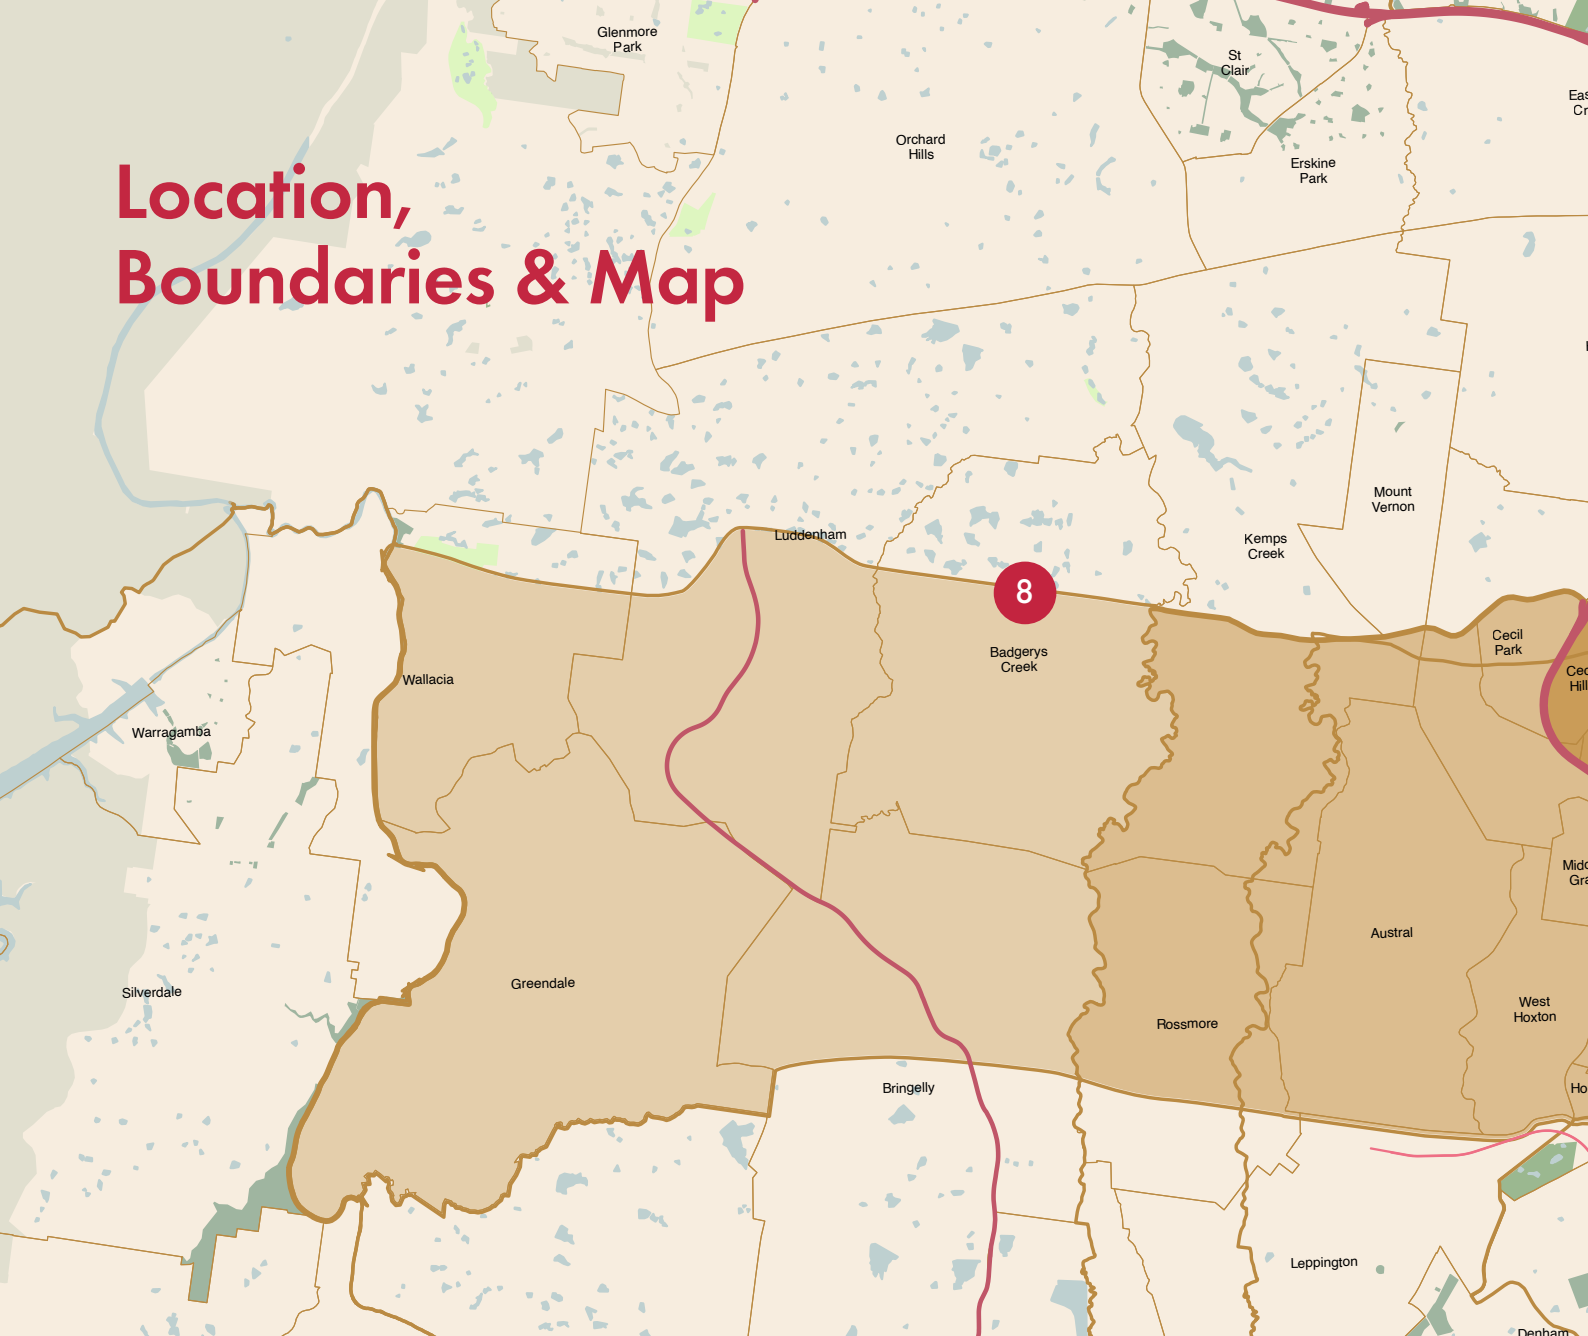 Location,
Boundaries & Map
Glenmore
Park
St
Clair
Orchard
Hills
Erskine
Park
Mount
Vernon
Kemps
Creek
Luddenham
8
Badgerys
Creek
Cecil
Park
Wallacia
Warragamba
Austral
Greendale
Silverdale
West
Hoxton
Rossmore
Bringelly
Leppington
Denham